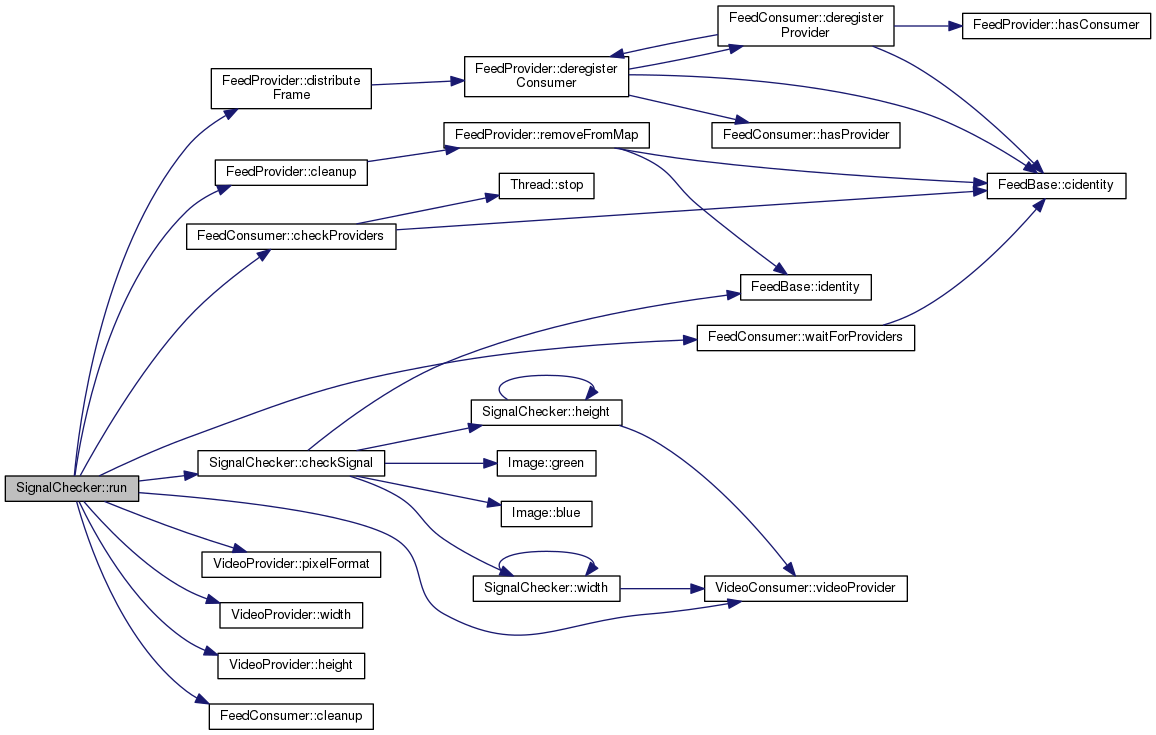 FeedConsumer::deregister
Provider
FeedProvider::hasConsumer
FeedProvider::deregister
Consumer
FeedProvider::distribute
Frame
FeedProvider::removeFromMap
FeedConsumer::hasProvider
FeedProvider::cleanup
Thread::stop
FeedBase::cidentity
FeedConsumer::checkProviders
FeedBase::identity
FeedConsumer::waitForProviders
SignalChecker::height
SignalChecker::checkSignal
Image::green
SignalChecker::run
Image::blue
VideoProvider::pixelFormat
SignalChecker::width
VideoConsumer::videoProvider
VideoProvider::width
VideoProvider::height
FeedConsumer::cleanup